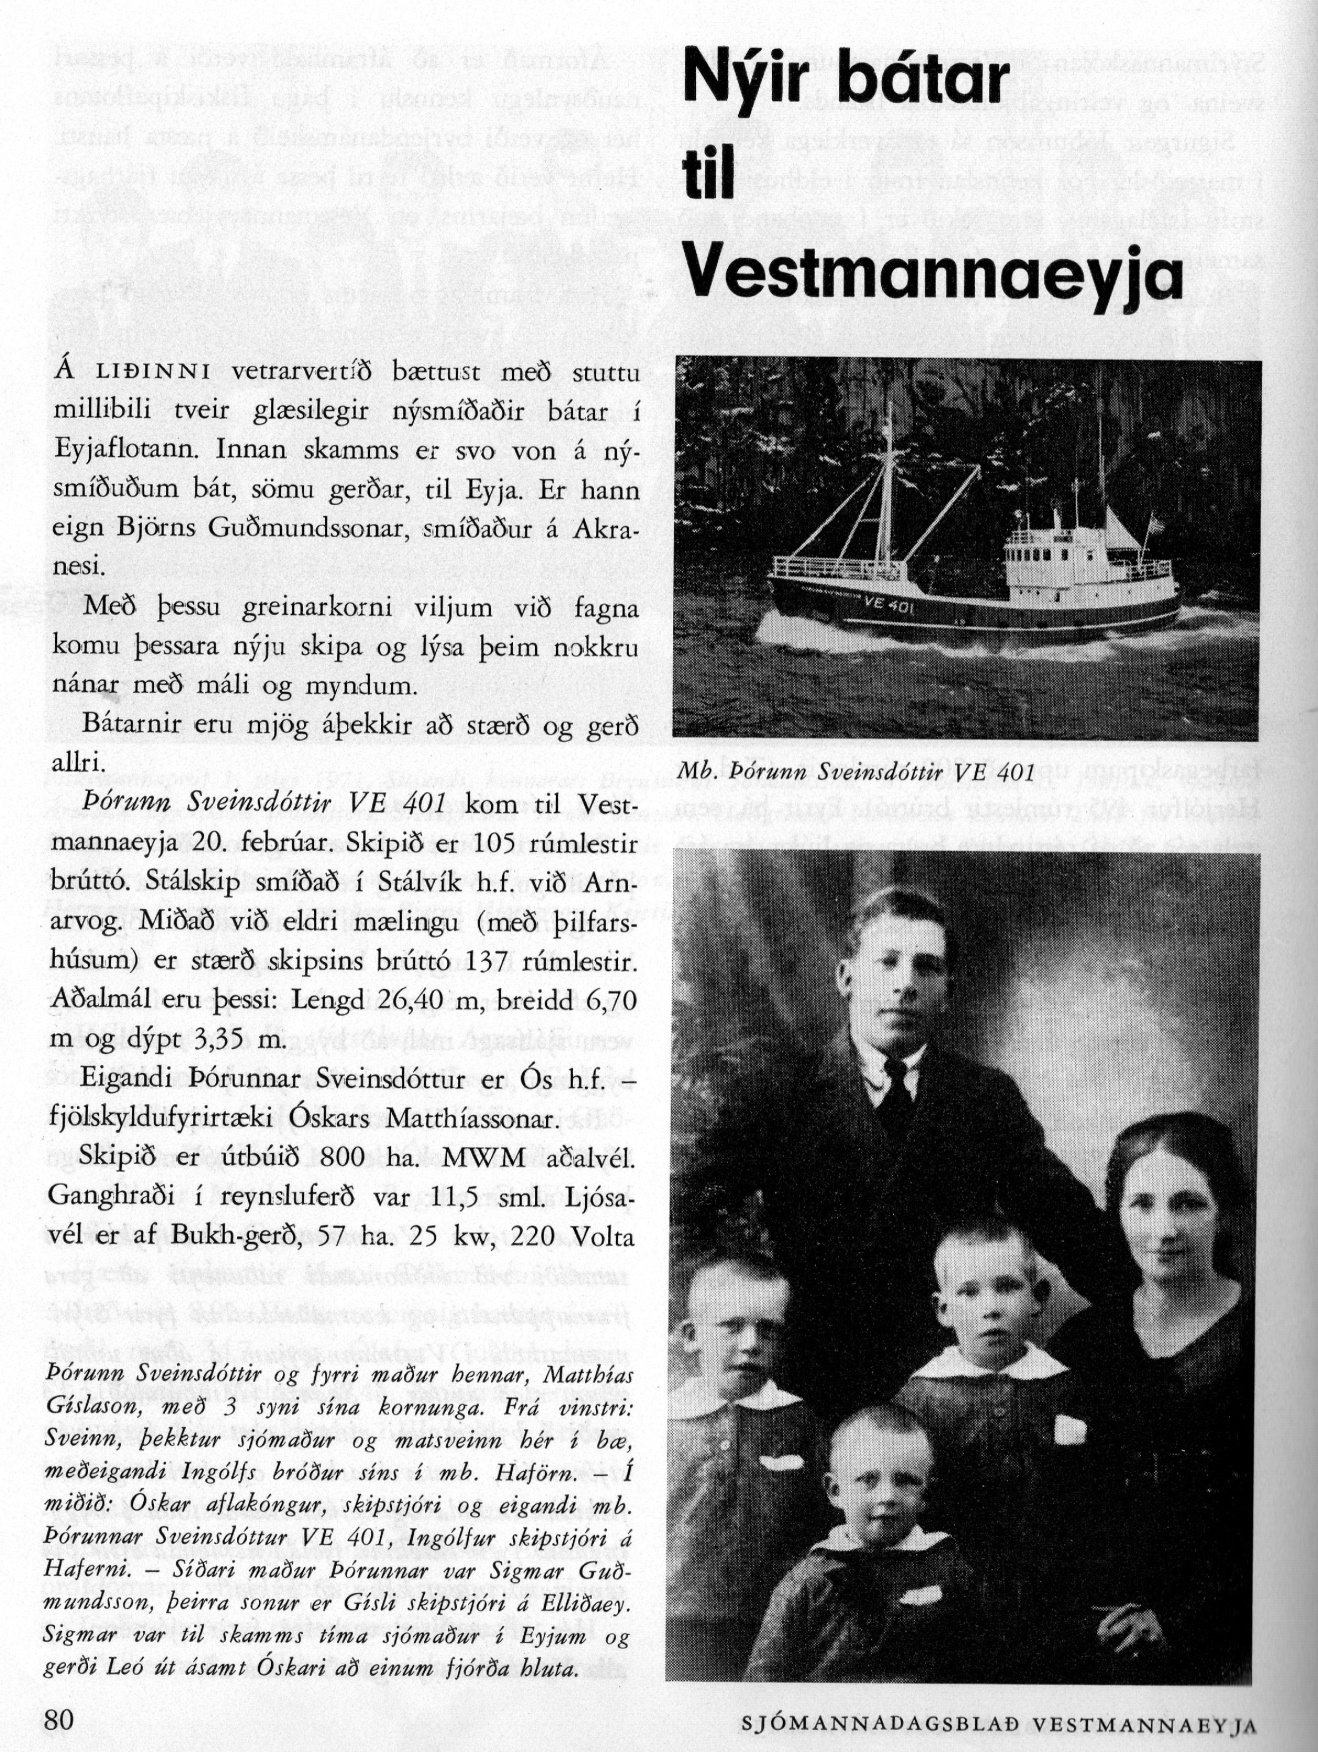 Nýir bátar
til
Vestmannaeyja
Á LIÐINNI vetrarvertíð bættust með stuttu
millibili tveir glæsilegir nýsmíðaðir bátar í
Eyjaflotann. Innan skamms er svo von á ný-
smíðuðum bát, sömu gerðar, til Eyja. Er hann
eign Björns Guðmundssonar, smíðaður á Akra-
nesi.
Með þessu greinarkorni viljum við fagna
komu þessara nýju skipa og lýsa þeim nokkru
nánar með máli og myndum.
Bátarnir eru mjög áþekkir að stærð og gerð
allri.
Þórunn Sveinsdóttir VE 401 kom til Vest-
mannaeyja 20. febrúar. Skipið er 105 rúmlestir
brúttó. Stálskip smíðað í Stálvík h.f. við Arn-
arvog. Miðað við eldri mælingu (með þilfars-
húsum) er stærð skipsins brúttó 137 rúmlestir.
Aðalmál eru þessi: Lengd 26,40 m, breidd 6,70
m og dýpt 3,35 m.
Eigandi Þórunnar Sveinsdóttur er Ós h.f. –
fjölskyldufyrirtæki Óskars Matthíassonar.
Skipið er útbúið 800 ha. MWM aðalvél.
Ganghraði í reynsluferð var 11,5 sml. Ljósa-
vél er af Bukh-gerð, 57 ha. 25 kw, 220 Volta
Þórunn Sveinsdóttir og fyrri maður hennar, Matthías
Gíslason, með 3 syni sína kornunga. Frá vinstri:
Sveinn, þekktur sjómaður og matsveinn hér í bæ,
meðeigandi Ingólfs bróður síns í mb. Haförn. – Í
miðið: Óskar aflakóngur, skipstjóri og eigandi mb.
Þórunnar Sveinsdóttur VE 401, Ingólfur skipstjóri á
Haferni. – Síðari maður Þórunnar var Sigmar Guð-
mundsson, þeirra sonur er Gísli skipstjóri á Elliðaey.
Sigmar var til skamms tíma sjómaður í Eyjum og
gerði Leó út ásamt Óskari að einum fjórða hluta.
VE 401
Mb. Þórunn Sveinsdóttir VE 401
80
SJÓMANNADAGSBLAÐ VESTMANNAEYJA